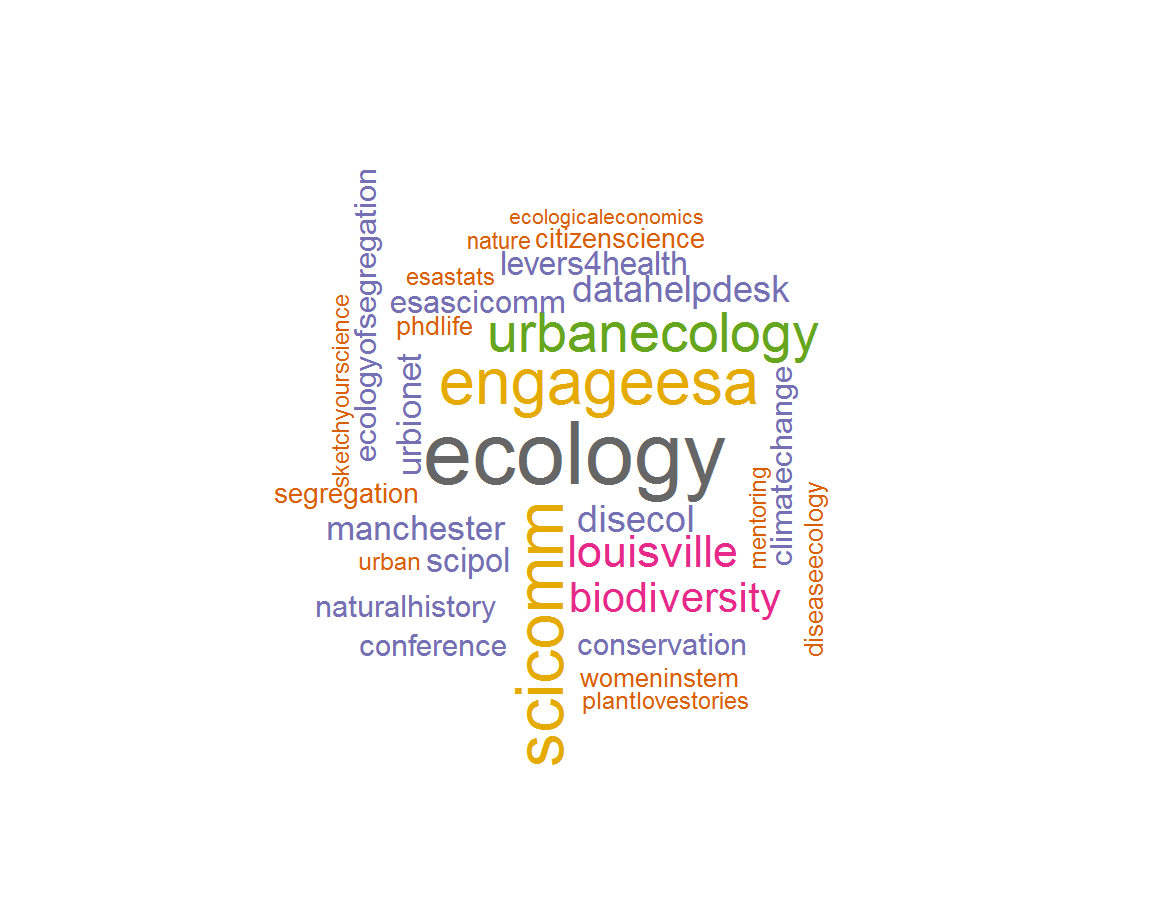 ecologicaleconomics
nature
citizenscience
levers4health
esastats
datahelpdesk
esascicomm
phdlife
urbanecology
ecologyofsegregation
sketchyourscience
urbionet
engageesa
climatechange
ecology
segregation
mentoring
diseaseecology
manchester
disecol
scicomm
louisville
urban
scipol
biodiversity
naturalhistory
conference
conservation
womeninstem
plantlovestories